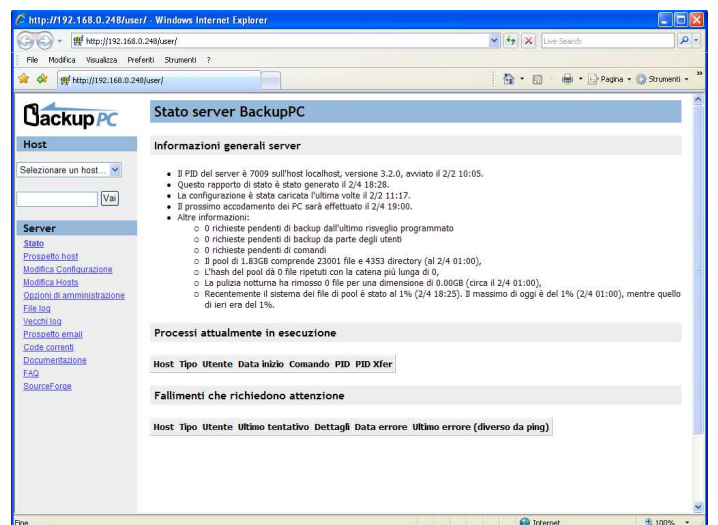 http://192.168.0.248/user/ - Windows Internet Explorer
http://192.168.0.248/user/
Live Search
File Modifica Visualizza Preferiti Strumenti ?
http://192.168.0.248/user/
Pagina Strumenti
BackupPC
Host
Selezionare un host...
Vai
Server
Stato
Prospetto host
Modifica Configurazione
Modifica Hosts
Opzioni di amministrazione
File log
Vecchi log
Prospetto email
Code correnti
Documentazione
FAQ
SourceForge
Stato server BackupPC
Informazioni generali server
Il PID del server è 7009 sull'host localhost, versione 3.2.0, avviato il 2/2 10:05.
Questo rapporto di stato è stato generato il 2/4 18:28.
La configurazione è stata caricata l'ultima volte il 2/2 11:17.
Il prossimo accodamento dei PC sarà effettuato il 2/4 19:00.
Altre informazioni:
0 richieste pendenti di backup dall'ultimo risveglio programmato
0 richieste pendenti di backup da parte degli utenti
0 richieste pendenti di comandi
Il pool di 1.83GB comprende 23001 file e 4353 directory (al 2/4 01:00),
L'hash del pool dà 0 file ripetuti con la catena più lunga di 0,
La pulizia notturna ha rimosso 0 file per una dimensione di 0.00GB (circa il 2/4 01:00),
Recentemente il sistema dei file di pool è stato al 1% (2/4 18:25). Il massimo di oggi è del 1% (2/4 01:00), mentre quello
di ieri era del 1%.
Processi attualmente in esecuzione
Host Tipo Utente Data inizio Comando PID PID Xfer
Fallimenti che richiedono attenzione
Host Tipo Utente Ultimo tentativo Dettagli Data errore Ultimo errore (diverso da ping)
Fine
Internet
100%